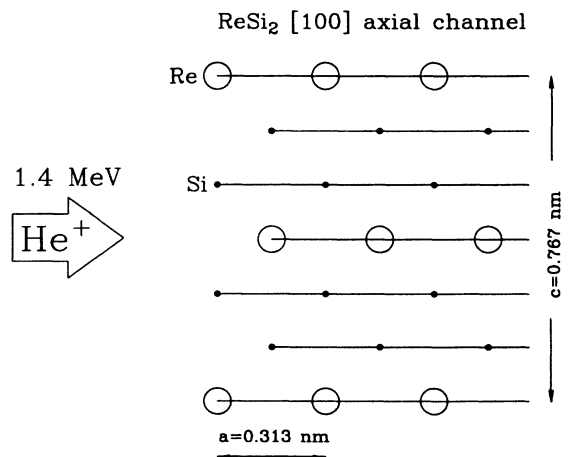 ReSi₂ [100] axial channel
Re
1.4 MeV
Si
He⁺
c=0.767 nm
a=0.313 nm